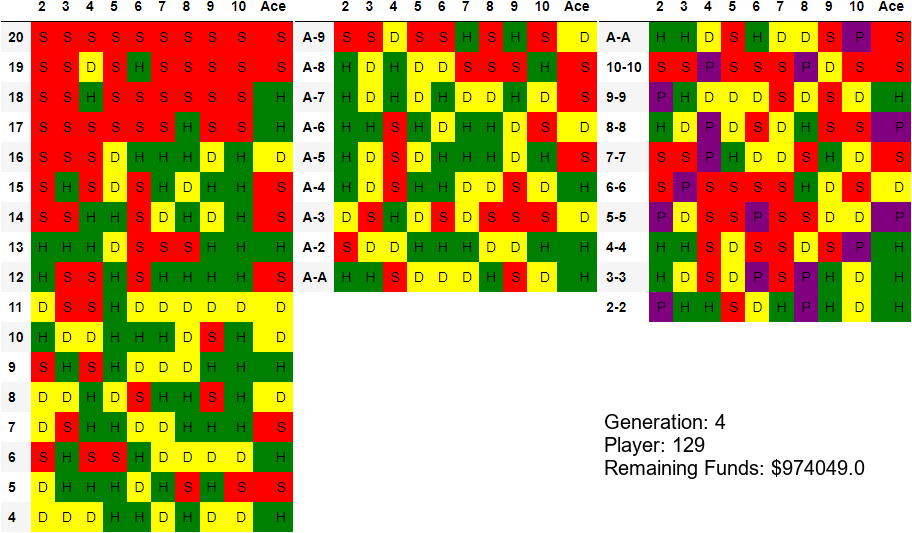 2 3 4 5 6 7 8 9 10 Ace
20 S S S S S S S S S S
19 S S D S H S S S S S
18 S S H S S S S S S H
17 S S S S S S H S S H
16 S S S D H H H D H D
15 S H S D S H D H H S
14 S S H H S D H D H S
13 H H H D S S S H H H
12 H S S H S H H H H S
11 D S S H D D D D D D
10 H D D H H H D S H D
9 S H S H D D D H H H
8 D D H D S H H S H D
7 D S H H D D H H H S
6 S H S S H D D D D H
5 D H H H D H S H S S
4 D D D H H D H D D H
2 3 4 5 6 7 8 9 10 Ace
A-9 S S D S S H S H S D
A-8 H D H D D S S S H S
A-7 H D H D H D D H D S
A-6 H H S H D H H D S D
A-5 H D S D H H H D H S
A-4 H D S H H D D S D H
A-3 D S H D S D S S S D
A-2 S D D H H H D D H H
A-A H H S D D D H S D H
2 3 4 5 6 7 8 9 10 Ace
A-A H H D S H D D S P S
10-10 S S P S S S P D S S
9-9 P H D D D S D S D H
8-8 H D P D S D H S S P
7-7 S S P H D D S H D S
6-6 S P S S S S H D S D
5-5 P D S S P S S D D P
4-4 H H S D S S D S P H
3-3 H D S D P S P H D H
2-2 P H H S D H P H D H
Generation: 4
Player: 129
Remaining Funds: $974049.0